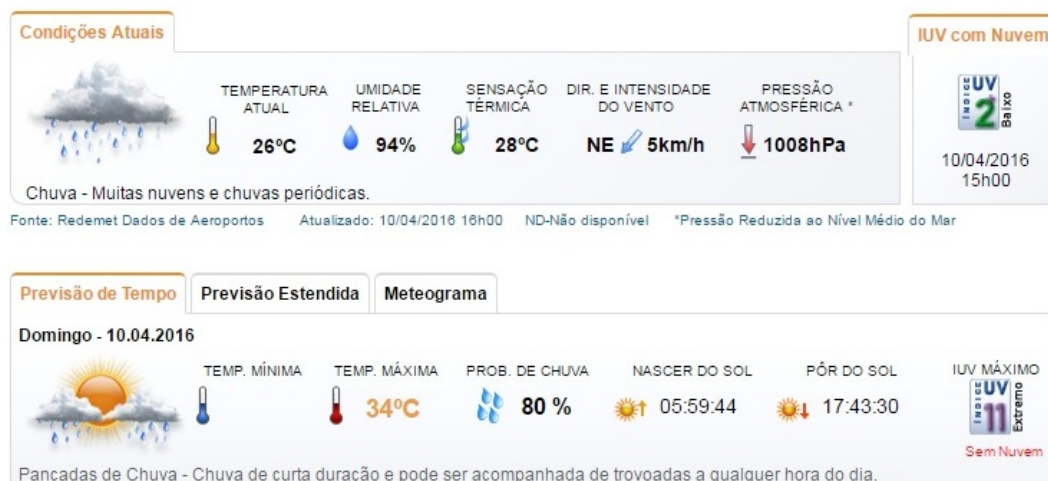 Condições Atuais
IUV com Nuvem
TEMPERATURA ATUAL
26ºC
UMIDADE RELATIVA
94%
SENSAÇÃO TÉRMICA
28ºC
DIR. E INTENSIDADE DO VENTO
NE 5km/h
PRESSÃO ATMOSFÉRICA *
1008hPa
Chuva - Muitas nuvens e chuvas periódicas.
ÍNDICE UV
2
Baixo
10/04/2016
15h00
Fonte: Redemet Dados de Aeroportos Atualizado: 10/04/2016 16h00 ND-Não disponível *Pressão Reduzida ao Nível Médio do Mar
Previsão de Tempo Previsão Estendida Meteograma
Domingo - 10.04.2016
TEMP. MÍNIMA
TEMP. MÁXIMA
34ºC
PROB. DE CHUVA
80 %
NASCER DO SOL
05:59:44
PÔR DO SOL
17:43:30
IUV MÁXIMO
ÍNDICE UV
11
Extremo
Sem Nuvem
Pancadas de Chuva - Chuva de curta duração e pode ser acompanhada de trovoadas a qualquer hora do dia.